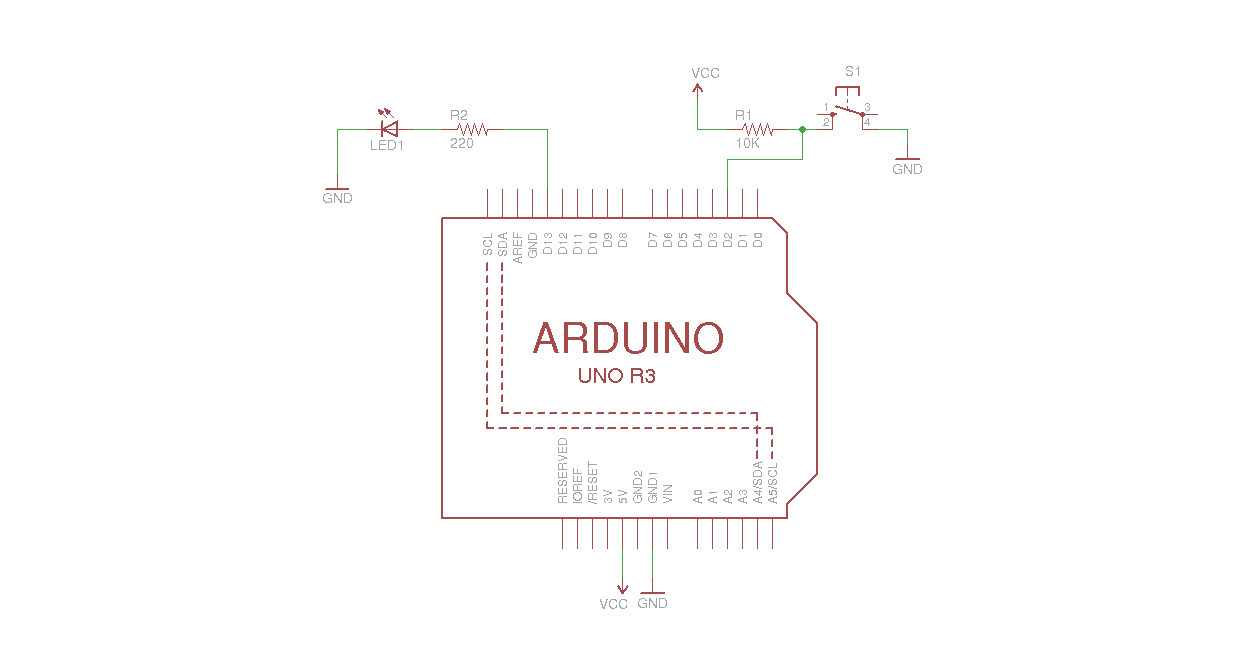 S1
VCC
1
3
R2
R1
2
4
LED1
220
10K
GND
GND
SCL
SDA
AREF
GND
D13
D12
D11
D10
D9
D8
D7
D6
D5
D4
D3
D2
D1
D0
ARDUINO
UNO R3
RESERVED
IOREF
/RESET
3V
5V
GND2
GND1
VIN
A0
A1
A2
A3
A4/SDA
A5/SCL
VCC
GND